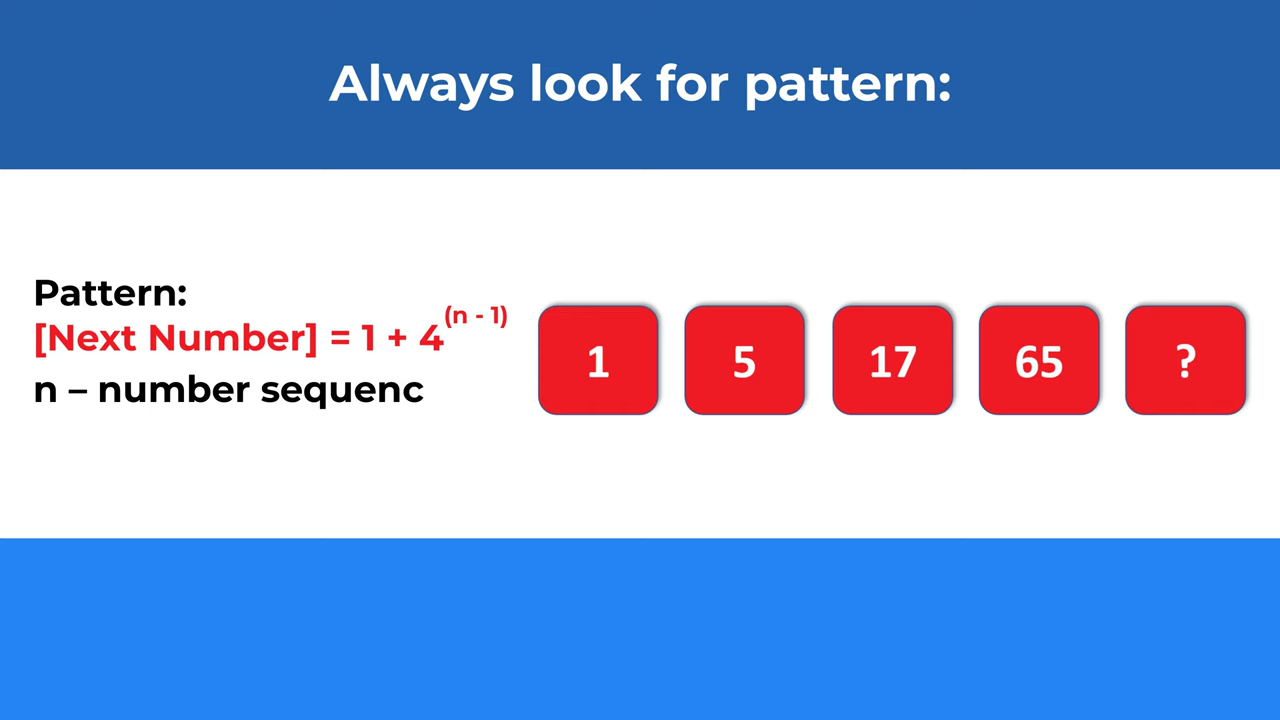 Always look for pattern:
Pattern:
[Next Number] = 1 + 4^(n - 1)
n – number sequenc
1 5 17 65 ?